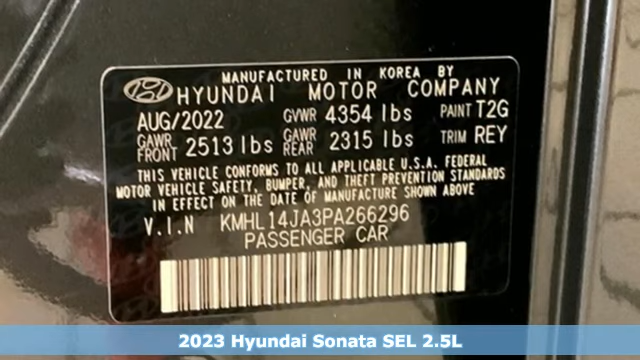 MANUFACTURED IN KOREA BY
HYUNDAI MOTOR COMPANY
AUG/2022 GVWR 4354 lbs PAINT T2G
GAWR FRONT 2513 lbs GAWR REAR 2315 lbs TRIM REY
THIS VEHICLE CONFORMS TO ALL APPLICABLE U.S.A. FEDERAL
MOTOR VEHICLE SAFETY, BUMPER, AND THEFT PREVENTION STANDARDS
IN EFFECT ON THE DATE OF MANUFACTURE SHOWN ABOVE
V.I.N KMHL14JA3PA266296
PASSENGER CAR
2023 Hyundai Sonata SEL 2.5L